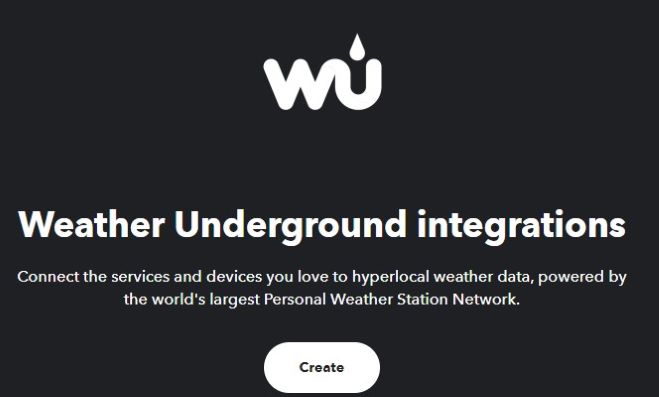 wu
Weather Underground integrations
Connect the services and devices you love to hyperlocal weather data, powered by
the world's largest Personal Weather Station Network.
Create